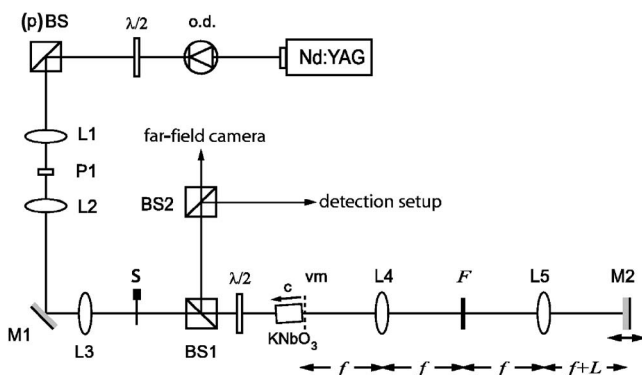 (p)BS
λ/2
o.d.
Nd:YAG
L1
P1
L2
far-field camera
BS2
detection setup
M1
L3
S
BS1
λ/2
c
KNbO3
vm
L4
F
L5
M2
f
f
f
f+L